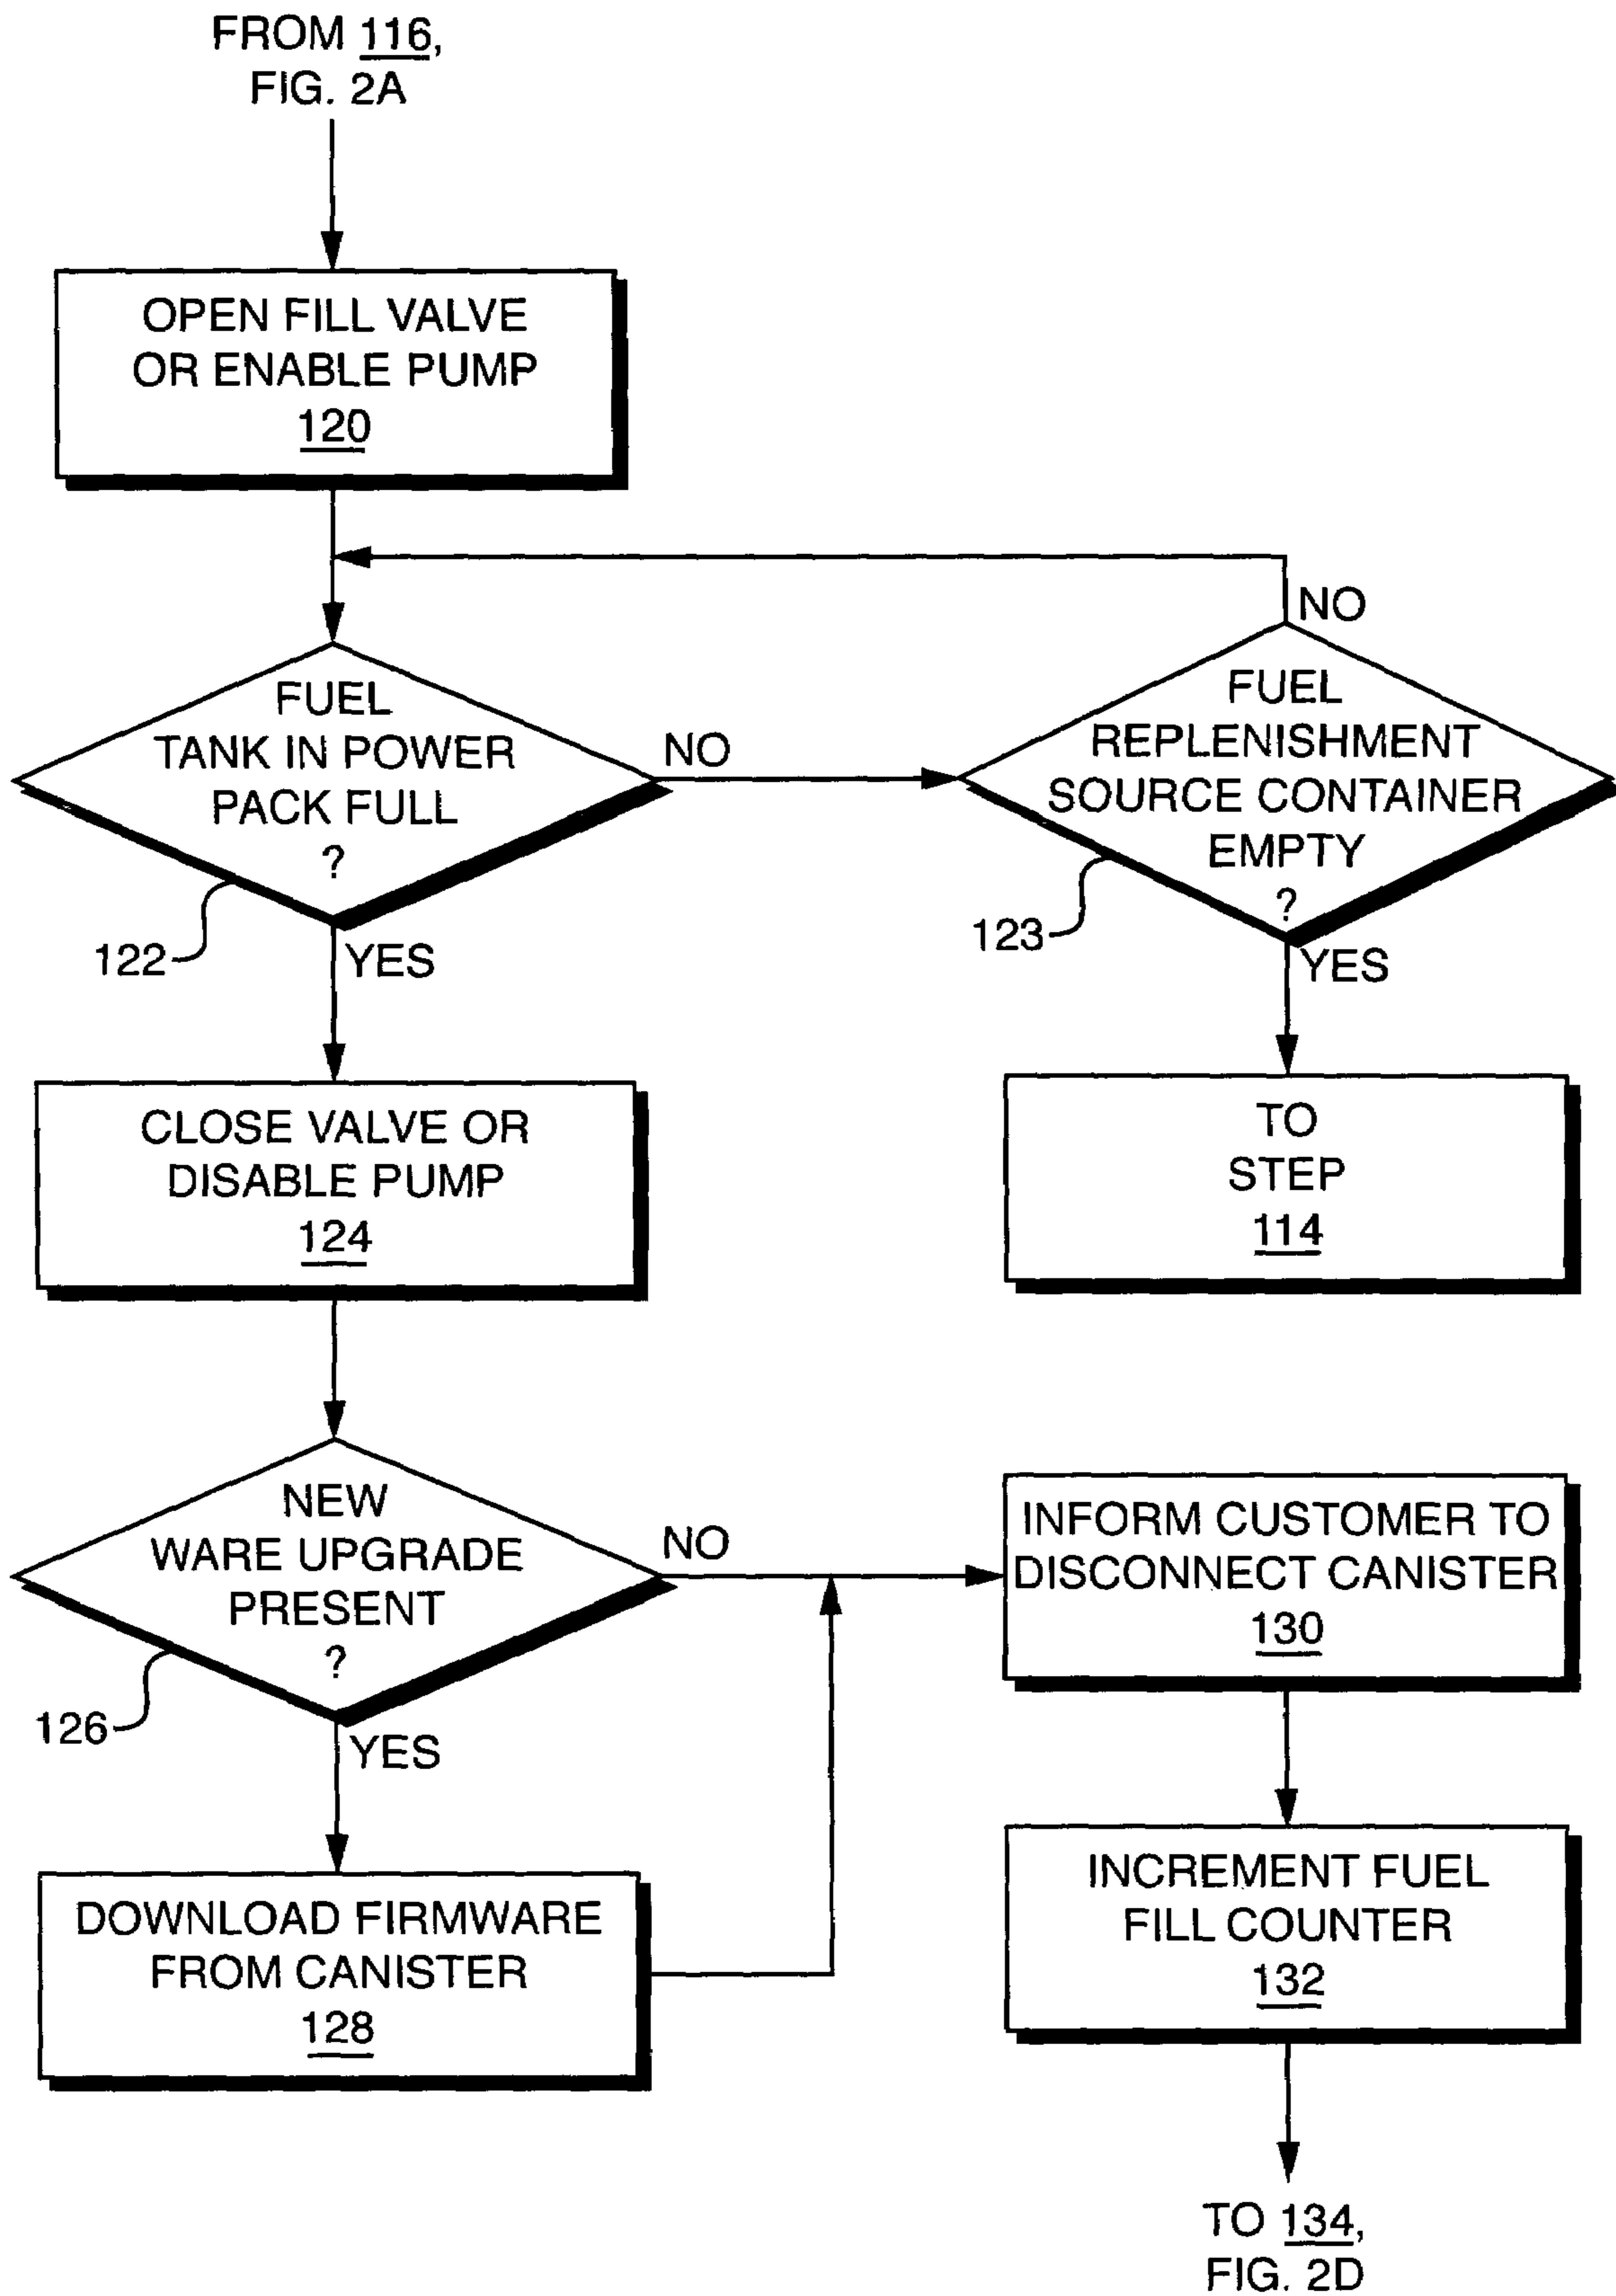 FROM 116,
FIG. 2A
OPEN FILL VALVE
OR ENABLE PUMP
120
NO
FUEL
TANK IN POWER
PACK FULL
?
NO
FUEL
REPLENISHMENT
SOURCE CONTAINER
EMPTY
?
122
YES
123
YES
CLOSE VALVE OR
DISABLE PUMP
124
TO
STEP
114
NEW
WARE UPGRADE
PRESENT
?
NO
126
YES
INFORM CUSTOMER TO
DISCONNECT CANISTER
130
DOWNLOAD FIRMWARE
FROM CANISTER
128
INCREMENT FUEL
FILL COUNTER
132
TO 134,
FIG. 2D